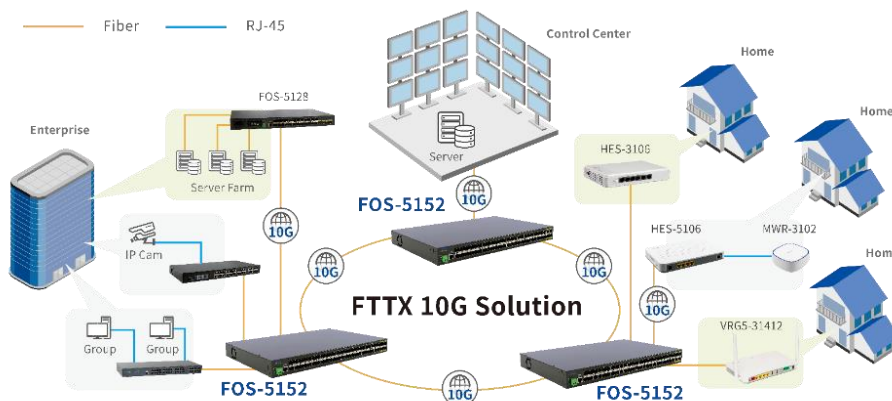 Fiber
RJ-45
Control Center
Home
FOS-5128
Enterprise
Home
Server
HES-3106
Server Farm
FOS-5152
10G
10G
HES-5106
MWR-3102
IP Cam
10G
10G
10G
Home
FTTX 10G Solution
Group
Group
VRG5-31412
FOS-5152
FOS-5152
10G